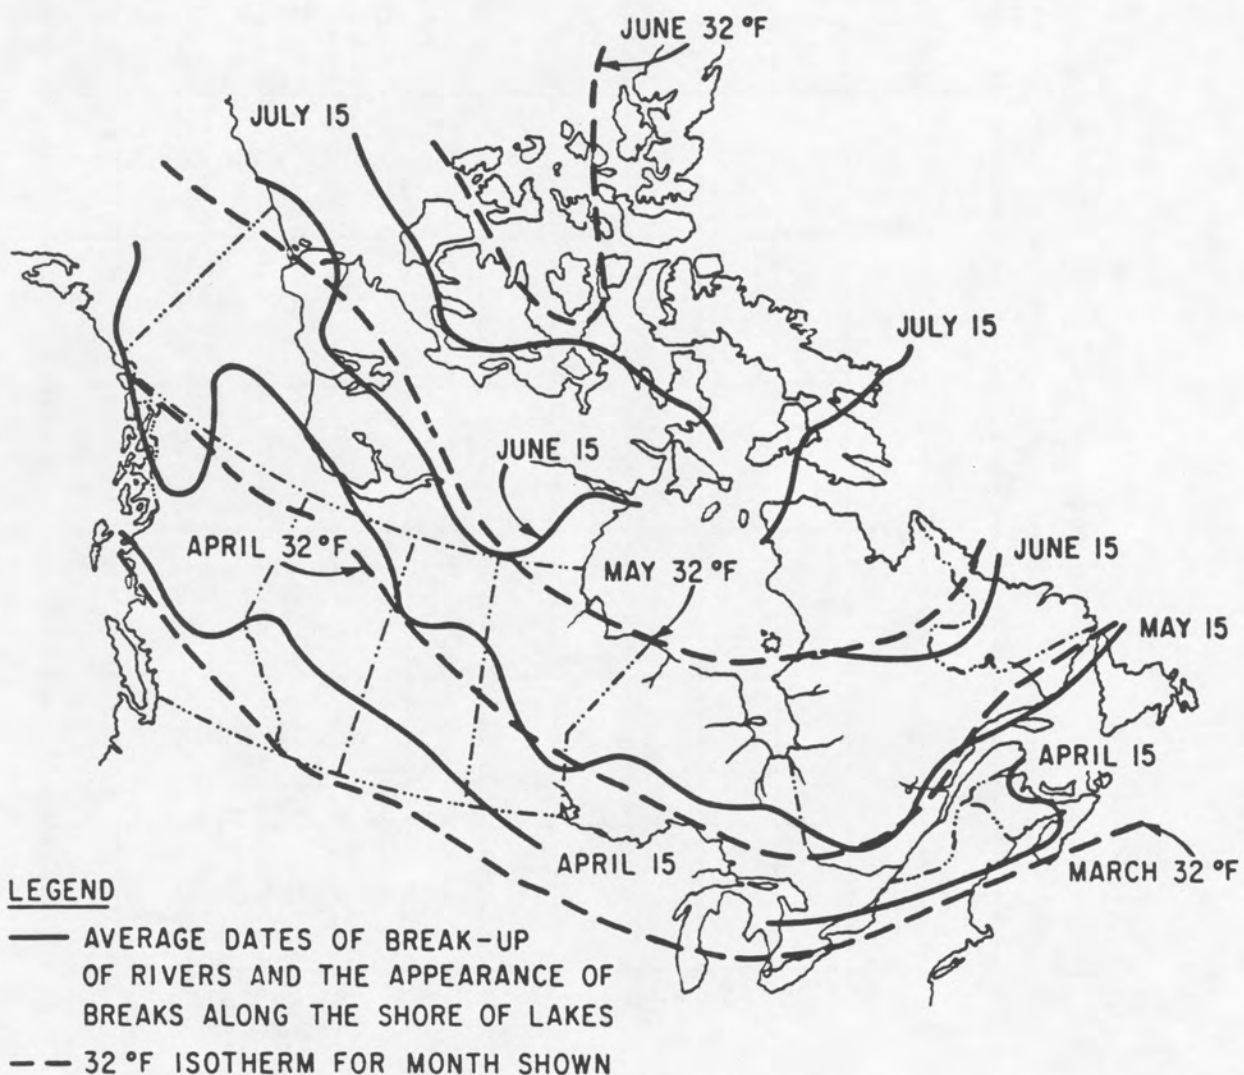 JUNE 32 °F
JULY 15
JULY 15
JUNE 15
APRIL 32 °F
MAY 32 °F
JUNE 15
MAY 15
APRIL 15
APRIL 15
MARCH 32 °F
LEGEND
AVERAGE DATES OF BREAK-UP
OF RIVERS AND THE APPEARANCE OF
BREAKS ALONG THE SHORE OF LAKES
32 °F ISOTHERM FOR MONTH SHOWN